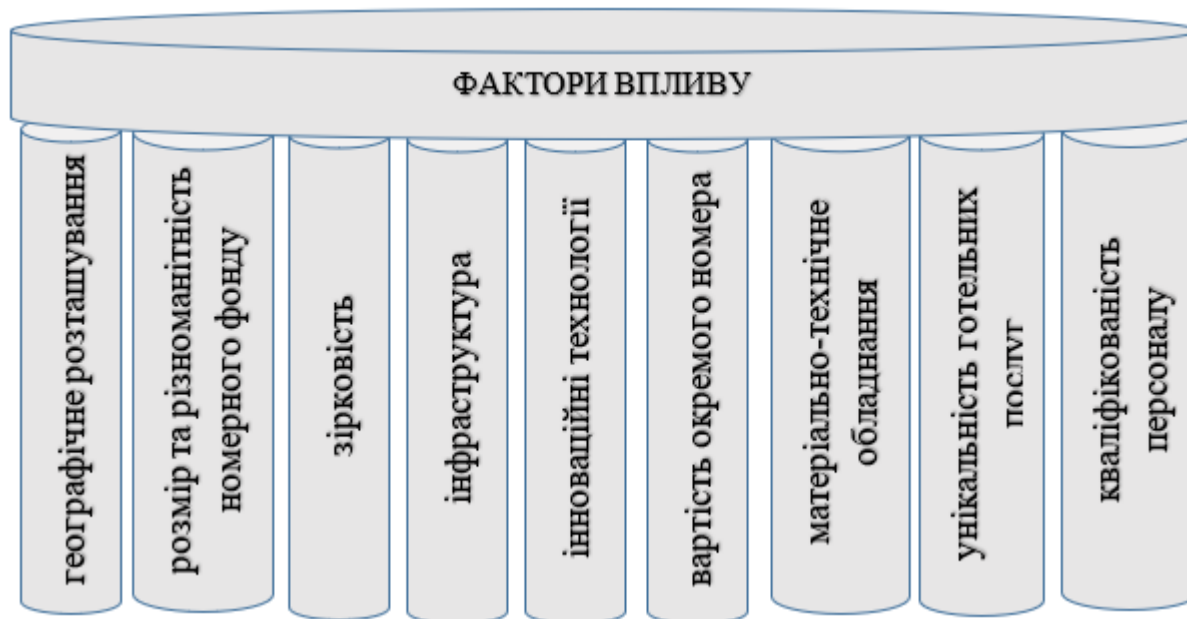 ФАКТОРИ ВПЛИВУ
географічне розташування
розмір та різноманітність
номерного фонду
зірковість
інфраструктура
інноваційні технології
вартість окремого номера
матеріально-технічне
обладнання
унікальність готельних
послуг
кваліфікованість
персоналу